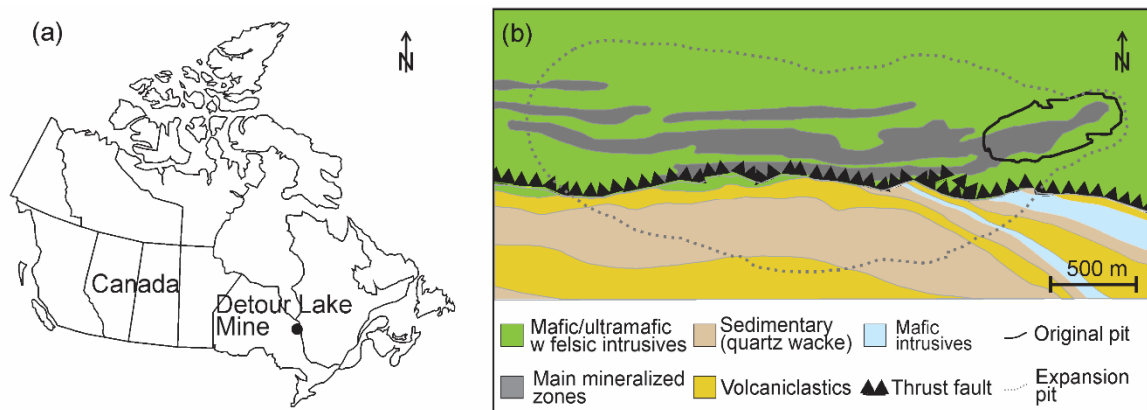 (a)
N
Canada
Detour Lake
Mine
(b)
N
500 m
Mafic/ultramafic
w felsic intrusives
Sedimentary
(quartz wacke)
Mafic
intrusives
Original pit
Main mineralized
zones
Volcaniclastics
Thrust fault
Expansion
pit